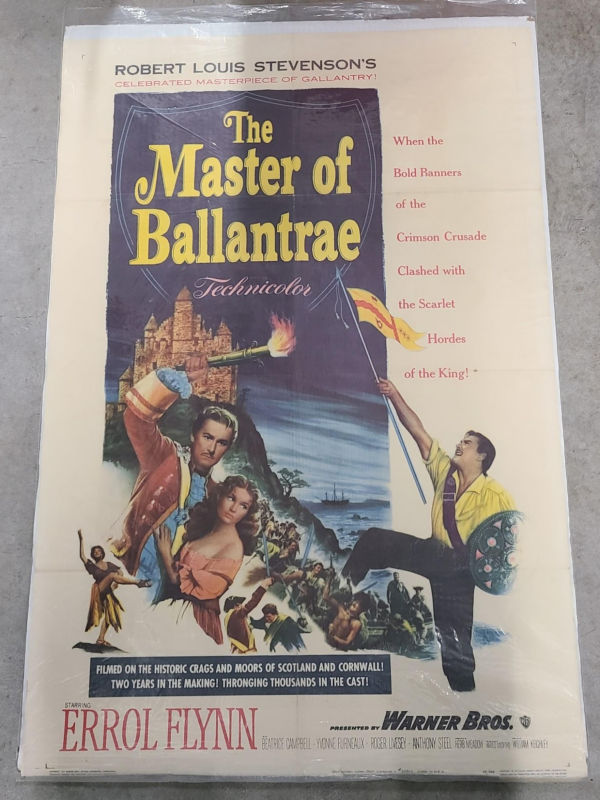 ROBERT LOUIS STEVENSON'S
CELEBRATED MASTERPIECE OF GALLANTRY!
The
Master of
Ballantrae
Technicolor
When the
Bold Banners
of the
Crimson Crusade
Clashed with
the Scarlet
Hordes
of the King!
FILMED ON THE HISTORIC CRAGS AND MOORS OF SCOTLAND AND CORNWALL!
TWO YEARS IN THE MAKING! THRONGING THOUSANDS IN THE CAST!
STARRING
ERROL FLYNN
PRESENTED BY WARNER BROS.
BEATRICE CAMPBELL · YVONNE FURNEAUX · ROGER LIVESEY · ANTHONY STEEL WILLIAM KEIGHLEY